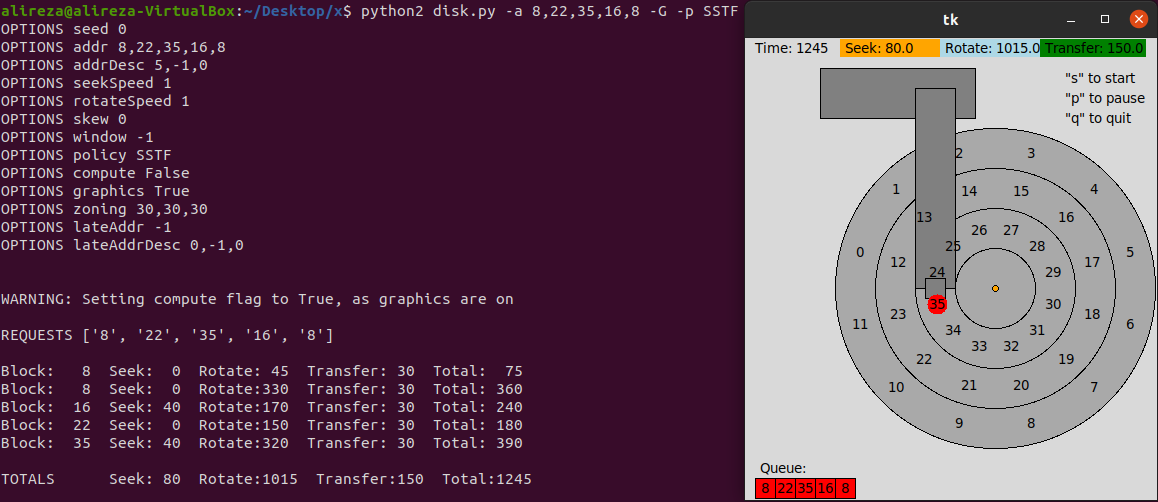 alireza@alireza-VirtualBox:~/Desktop/x$ python2 disk.py -a 8,22,35,16,8 -G -p SSTF
OPTIONS seed 0
OPTIONS addr 8,22,35,16,8
OPTIONS addrDesc 5,-1,0
OPTIONS seekSpeed 1
OPTIONS rotateSpeed 1
OPTIONS skew 0
OPTIONS window -1
OPTIONS policy SSTF
OPTIONS compute False
OPTIONS graphics True
OPTIONS zoning 30,30,30
OPTIONS lateAddr -1
OPTIONS lateAddrDesc 0,-1,0
WARNING: Setting compute flag to True, as graphics are on
REQUESTS ['8', '22', '35', '16', '8']
Block:   8  Seek:  0  Rotate: 45  Transfer: 30  Total:  75
Block:   8  Seek:  0  Rotate:330  Transfer: 30  Total: 360
Block:  16  Seek: 40  Rotate:170  Transfer: 30  Total: 240
Block:  22  Seek:  0  Rotate:150  Transfer: 30  Total: 180
Block:  35  Seek: 40  Rotate:320  Transfer: 30  Total: 390
TOTALS      Seek: 80  Rotate:1015  Transfer:150  Total:1245
tk
Time: 1245 Seek: 80.0 Rotate: 1015.0 Transfer: 150.0
"s" to start
"p" to pause
"q" to quit
2 3
1 4
14 15
13 16
26 27
25 28
0 5
12 17
24 29
35 30
23 18
11 6
34 31
33 32
22 19
10 7
21 20
9 8
Queue:
8 22 35 16 8